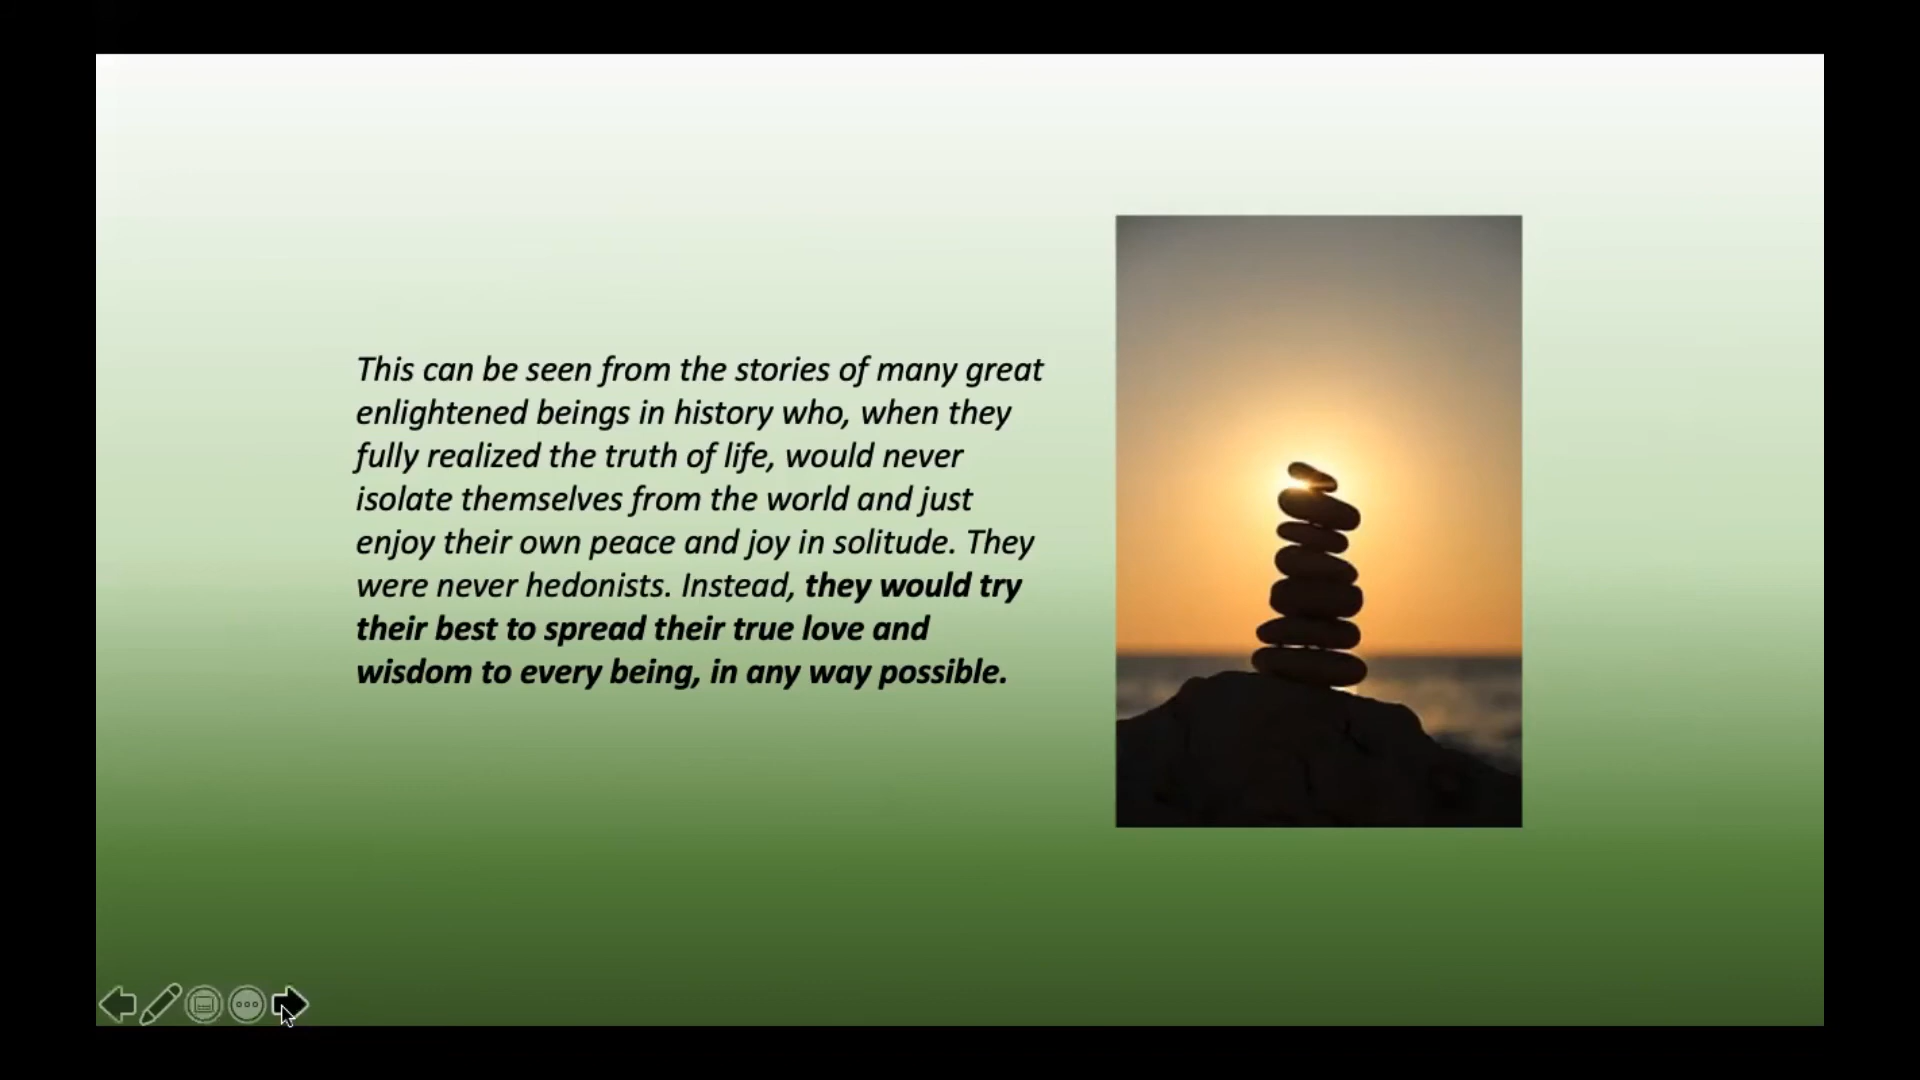 This can be seen from the stories of many great
enlightened beings in history who, when they
fully realized the truth of life, would never
isolate themselves from the world and just
enjoy their own peace and joy in solitude. They
were never hedonists. Instead, they would try
their best to spread their true love and
wisdom to every being, in any way possible.